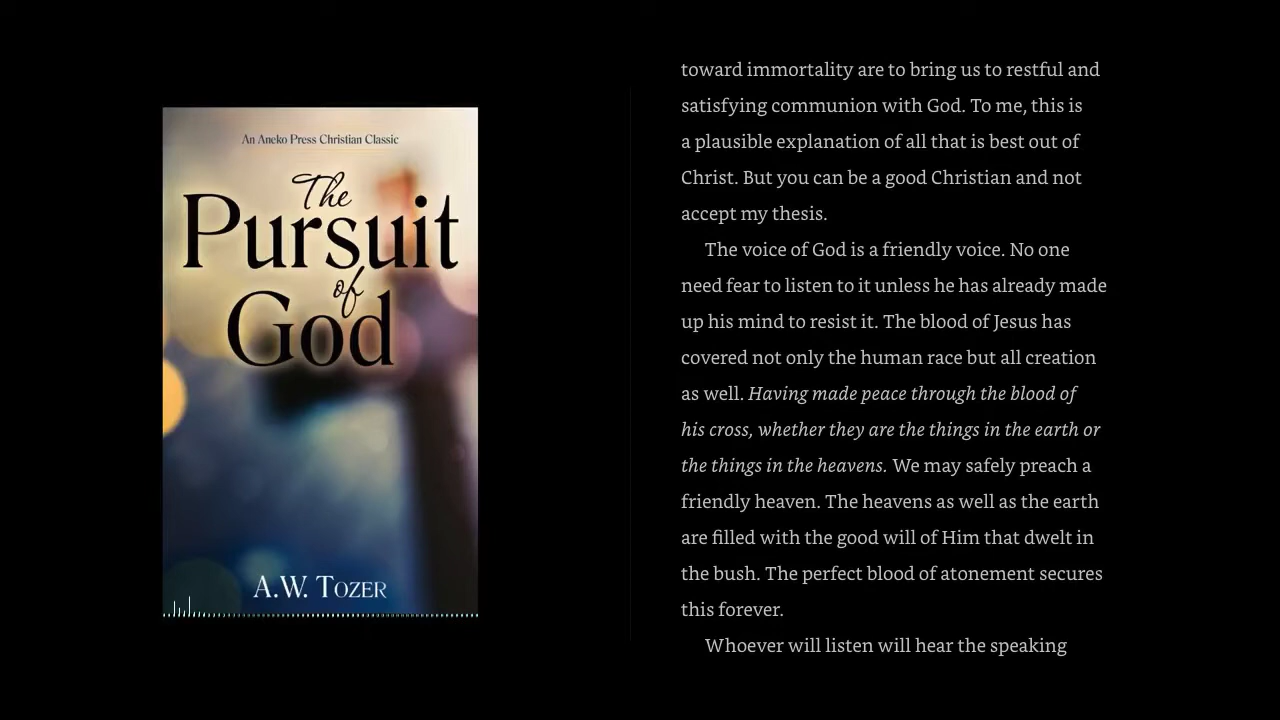 An Aneko Press Christian Classic
The
Pursuit
of
God
A.W. Tozer
toward immortality are to bring us to restful and
satisfying communion with God. To me, this is
a plausible explanation of all that is best out of
Christ. But you can be a good Christian and not
accept my thesis.
The voice of God is a friendly voice. No one
need fear to listen to it unless he has already made
up his mind to resist it. The blood of Jesus has
covered not only the human race but all creation
as well. Having made peace through the blood of
his cross, whether they are the things in the earth or
the things in the heavens. We may safely preach a
friendly heaven. The heavens as well as the earth
are filled with the good will of Him that dwelt in
the bush. The perfect blood of atonement secures
this forever.
Whoever will listen will hear the speaking